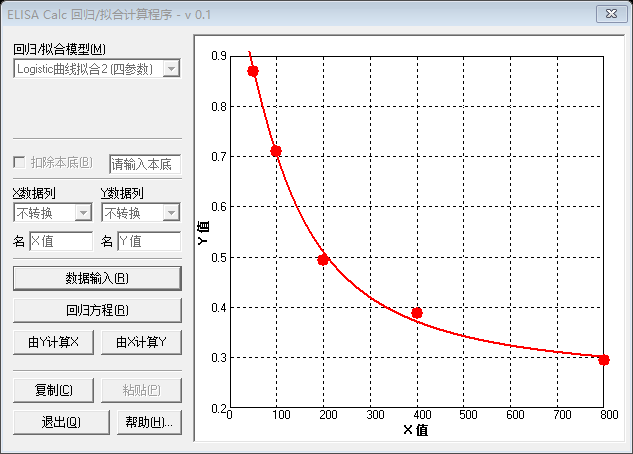 ELISA Calc 回归/拟合计算程序 - v 0.1
回归/拟合模型(M)
Logistic曲线拟合2 (四参数)
扣除本底(B) 请输入本底
X数据列 Y数据列
不转换 不转换
名 X值 名 Y值
数据输入(R)
回归方程(R)
由Y计算X 由X计算Y
复制(C) 粘贴(P)
退出(Q) 帮助(H)...
0.9
0.8
0.7
0.6
0.5
0.4
0.3
0.2
Y 值
0 100 200 300 400 500 600 700 800
X 值